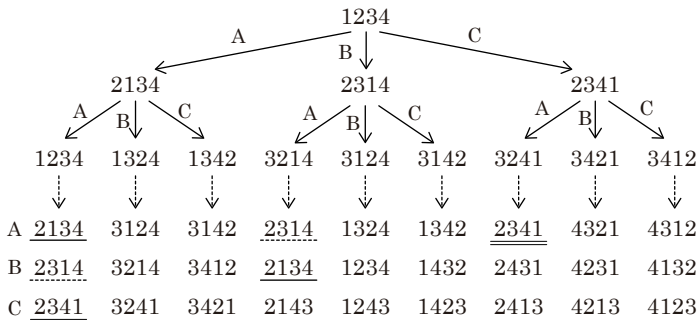 1234
A B C
2134 2314 2341
A B C A B C A B C
1234 1324 1342 3214 3124 3142 3241 3421 3412
A 2134 3124 3142 2314 1324 1342 2341 4321 4312
B 2314 3214 3412 2134 1234 1432 2431 4231 4132
C 2341 3241 3421 2143 1243 1423 2413 4213 4123